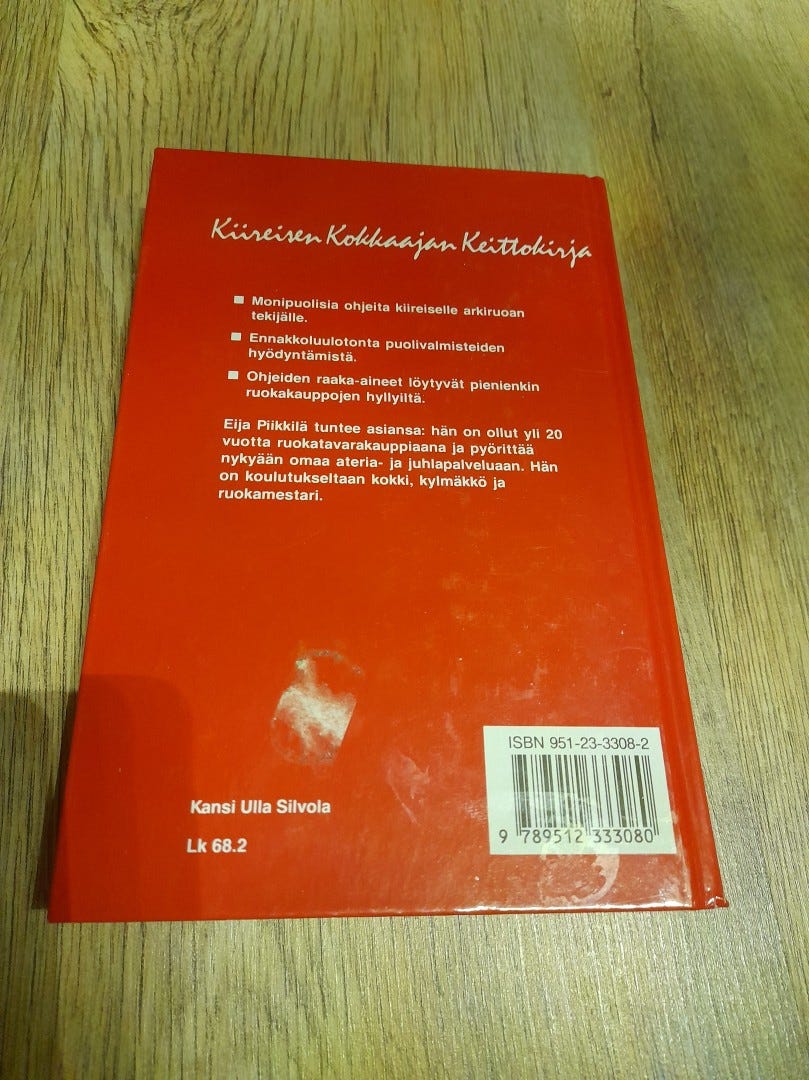 Kiireisen Kokkaajan Keittokirja
Monipuolisia ohjeita kiireiselle arkiruoan
tekijälle.
Ennakkoluulotonta puolivalmisteiden
hyödyntämistä.
Ohjeiden raaka-aineet löytyvät pienienkin
ruokakauppojen hyllyiltä.
Eija Piikkilä tuntee asiansa: hän on ollut yli 20
vuotta ruokatavarakauppiaana ja pyörittää
nykyään omaa ateria- ja juhlapalveluaan. Hän
on koulutukseltaan kokki, kylmäkkö ja
ruokamestari.
ISBN 951-23-3308-2
9 789512 333080
Kansi Ulla Silvola
Lk 68.2